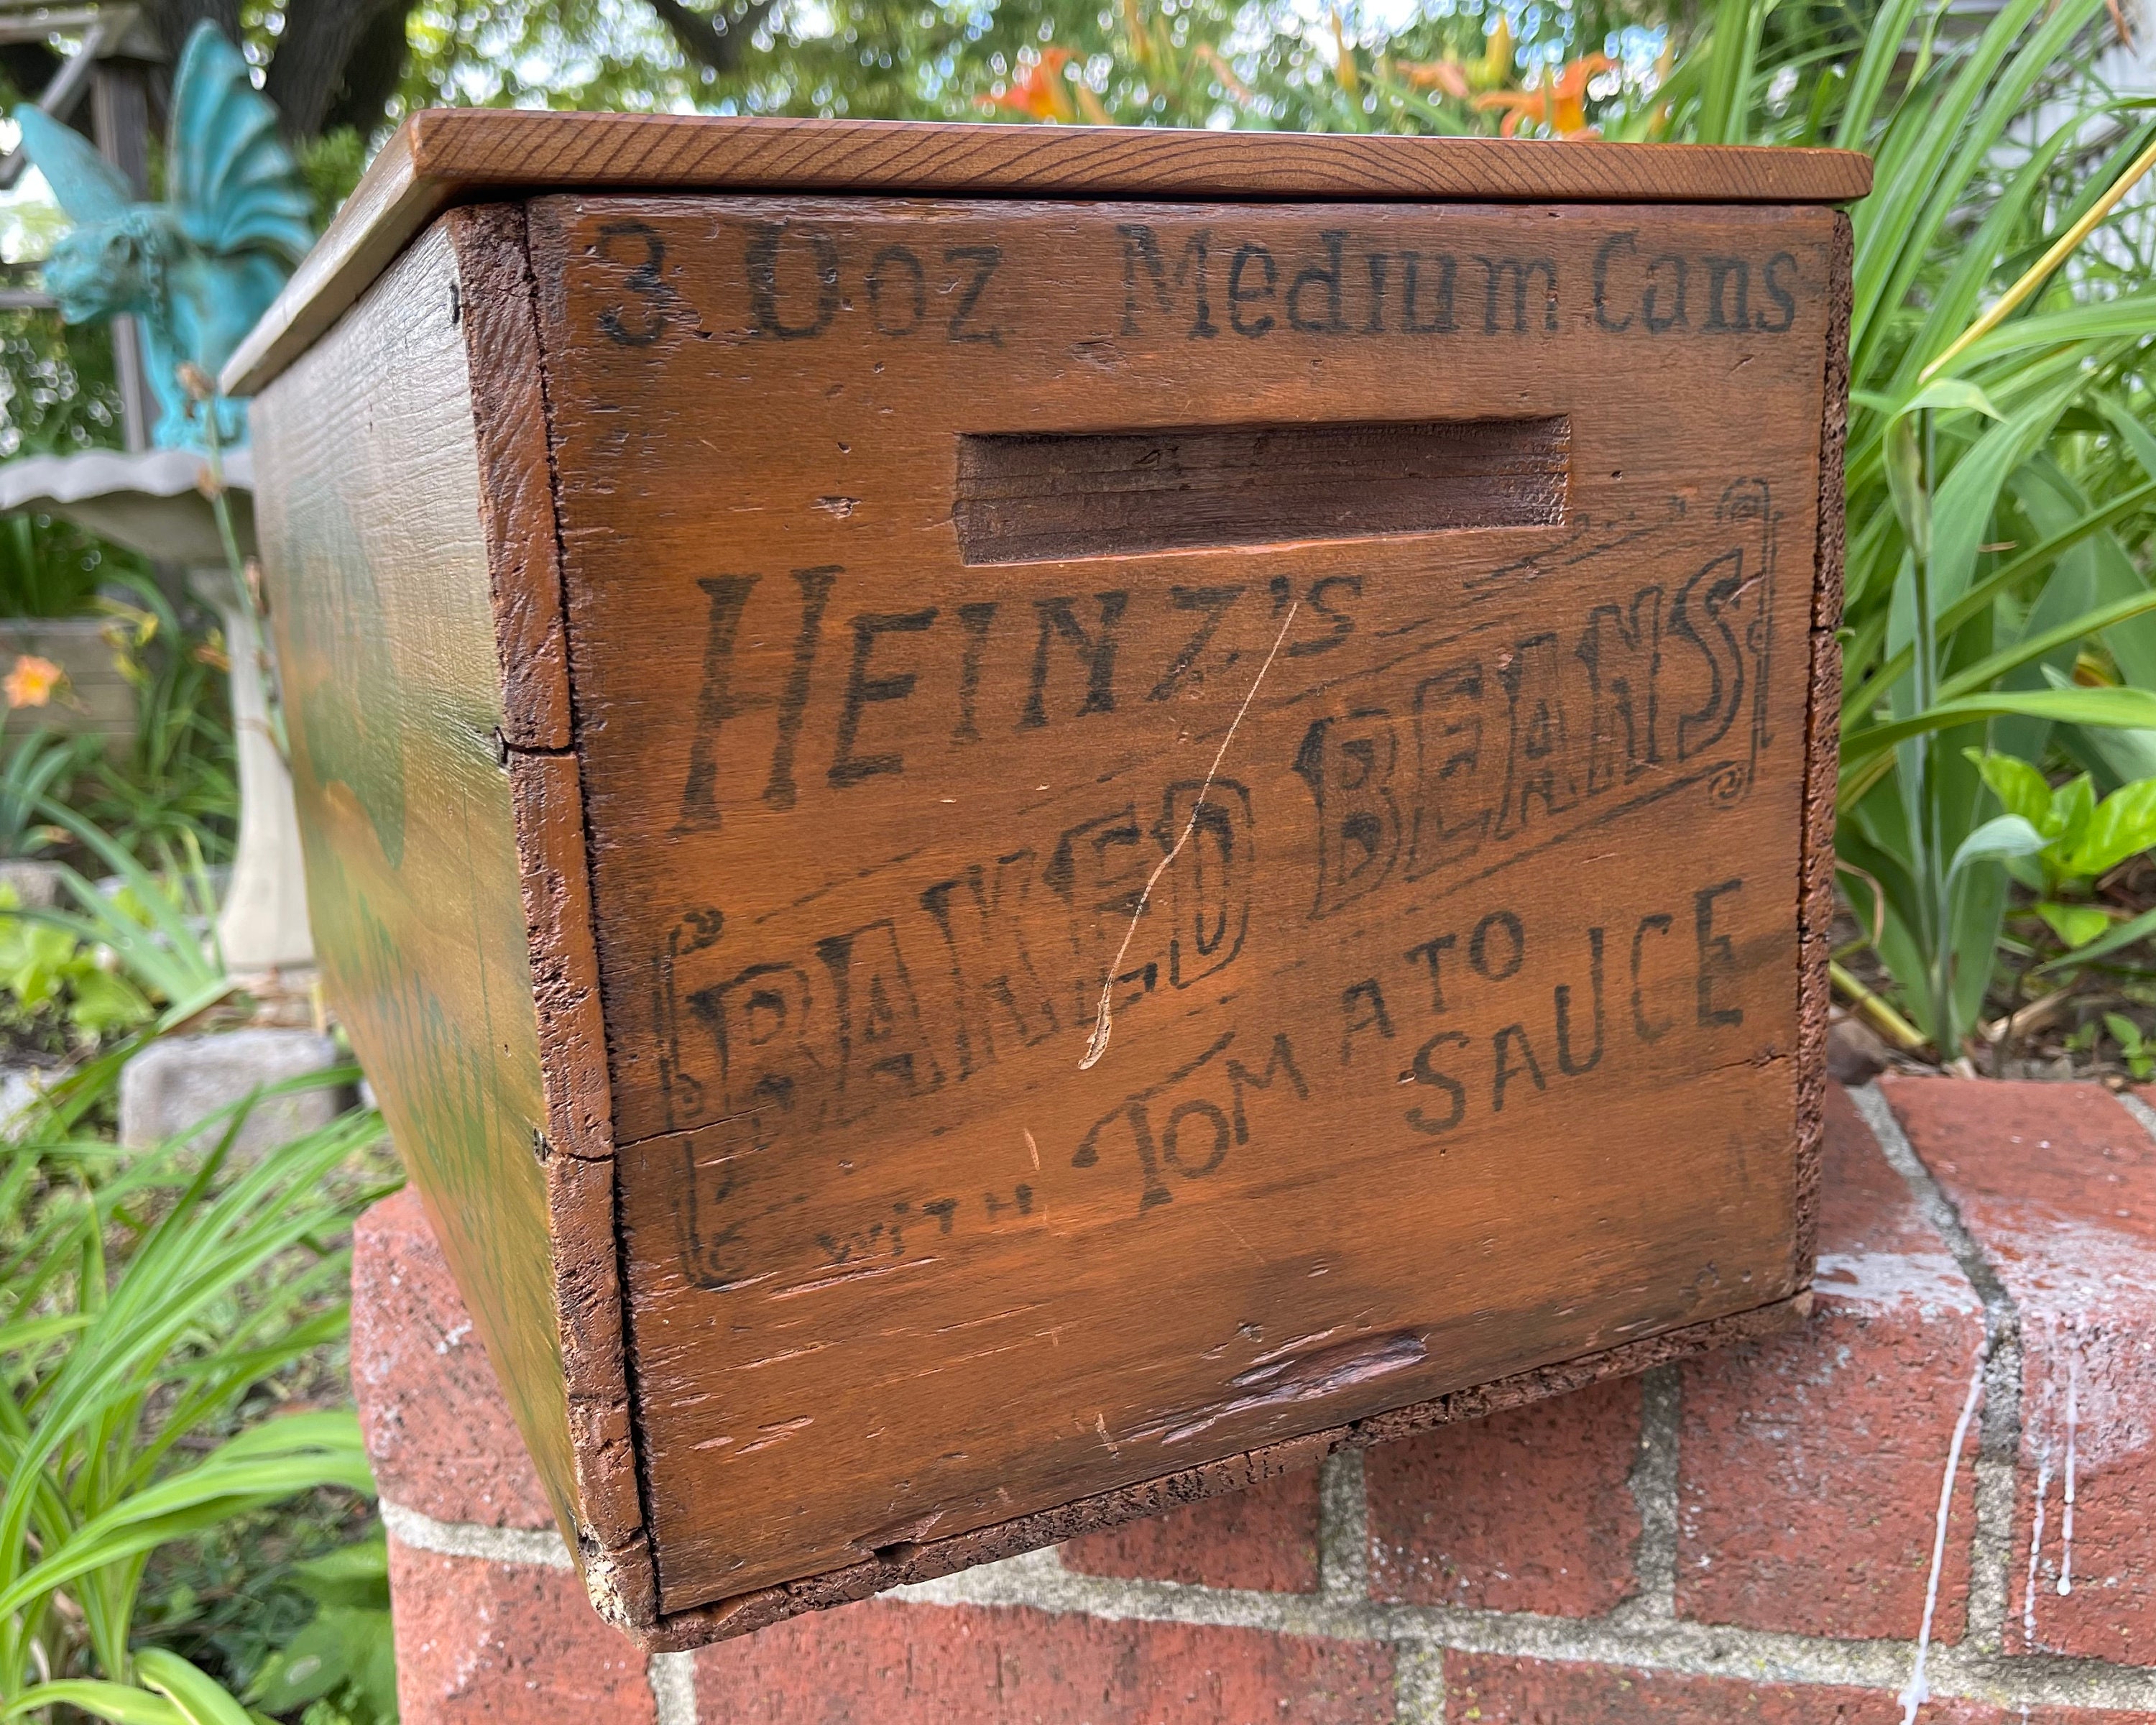 3 Doz Medium Cans
HEINZ'S
BAKED BEANS
WITH TOMATO
SAUCE